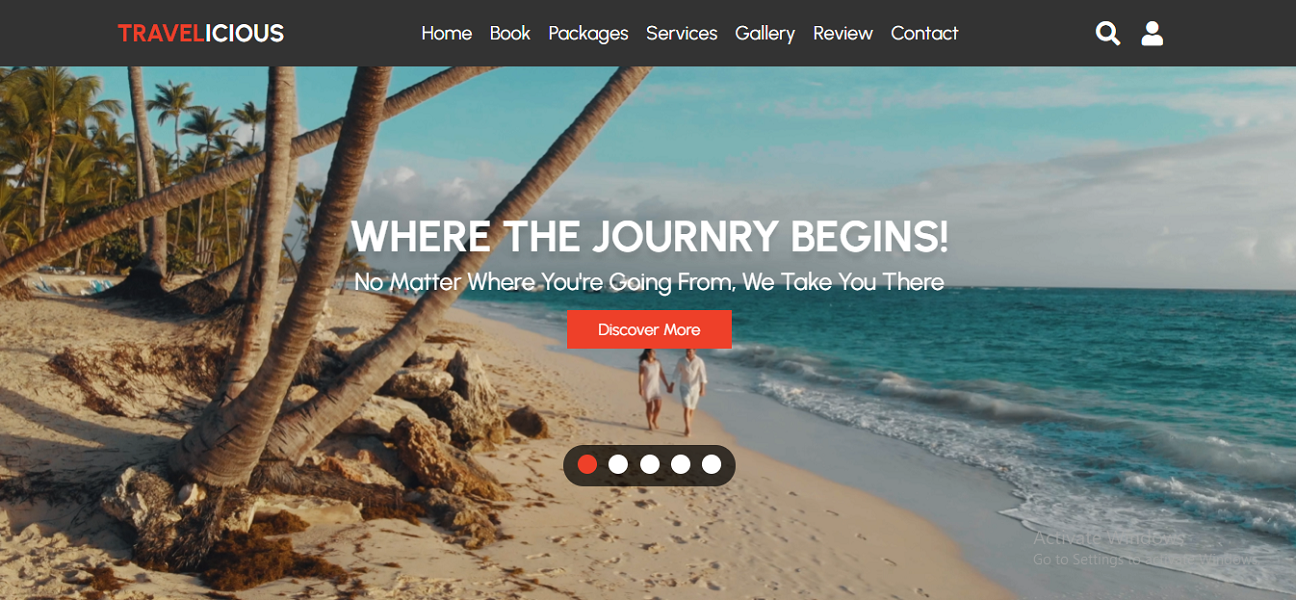 TRAVELICIOUS
Home Book Packages Services Gallery Review Contact
WHERE THE JOURNRY BEGINS!
No Matter Where You're Going From, We Take You There
Discover More
Activate Windows
Go to Settings to activate Windows.